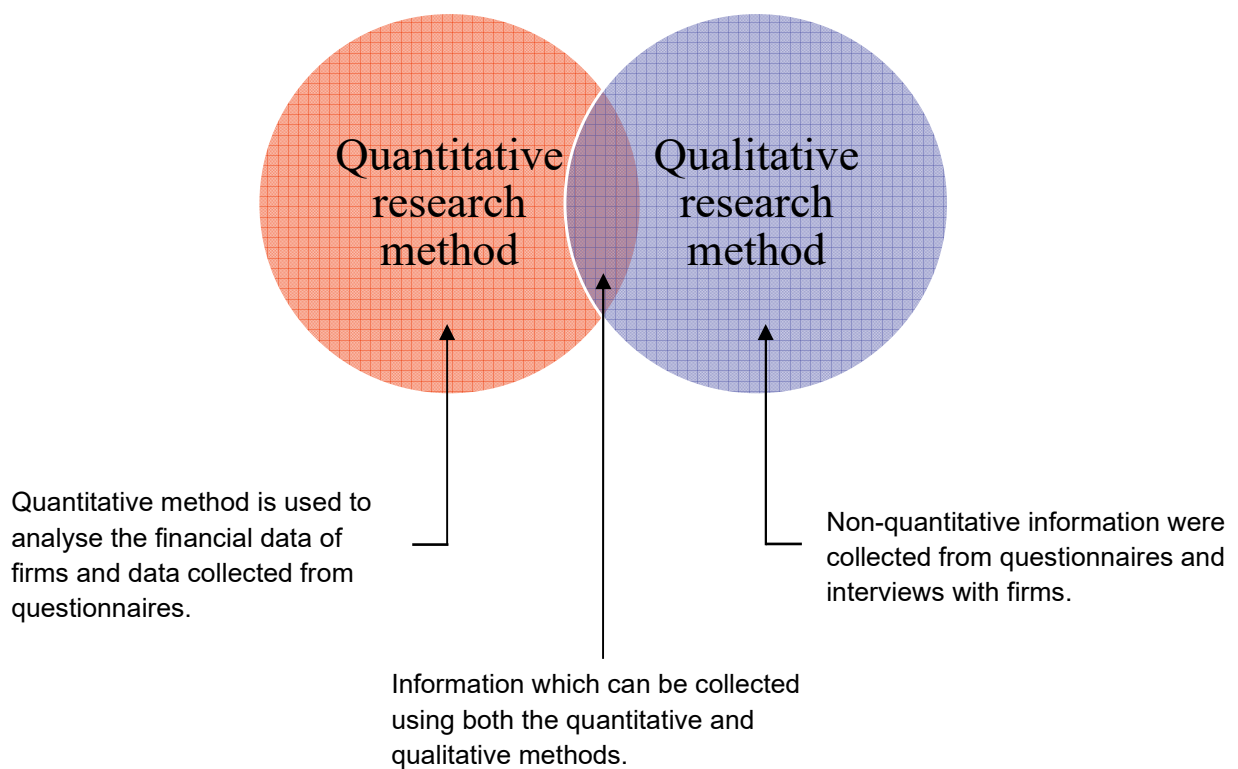 Quantitative
research
method
Qualitative
research
method
Quantitative method is used to
analyse the financial data of
firms and data collected from
questionnaires.
Non-quantitative information were
collected from questionnaires and
interviews with firms.
Information which can be collected
using both the quantitative and
qualitative methods.